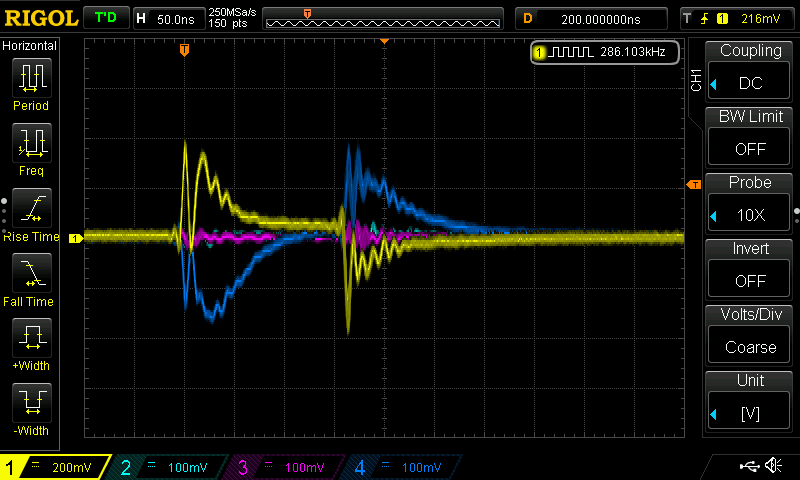 RIGOL T'D H 50.0ns 250MSa/s 150 pts D 200.000000ns T 1 216mV
Horizontal
Period
Freq
Rise Time
Fall Time
+Width
-Width
T
1 286.103kHz
T
1
CH1
Coupling
DC
BW Limit
OFF
Probe
10X
Invert
OFF
Volts/Div
Coarse
Unit
[V]
1 200mV 2 100mV 3 100mV 4 100mV